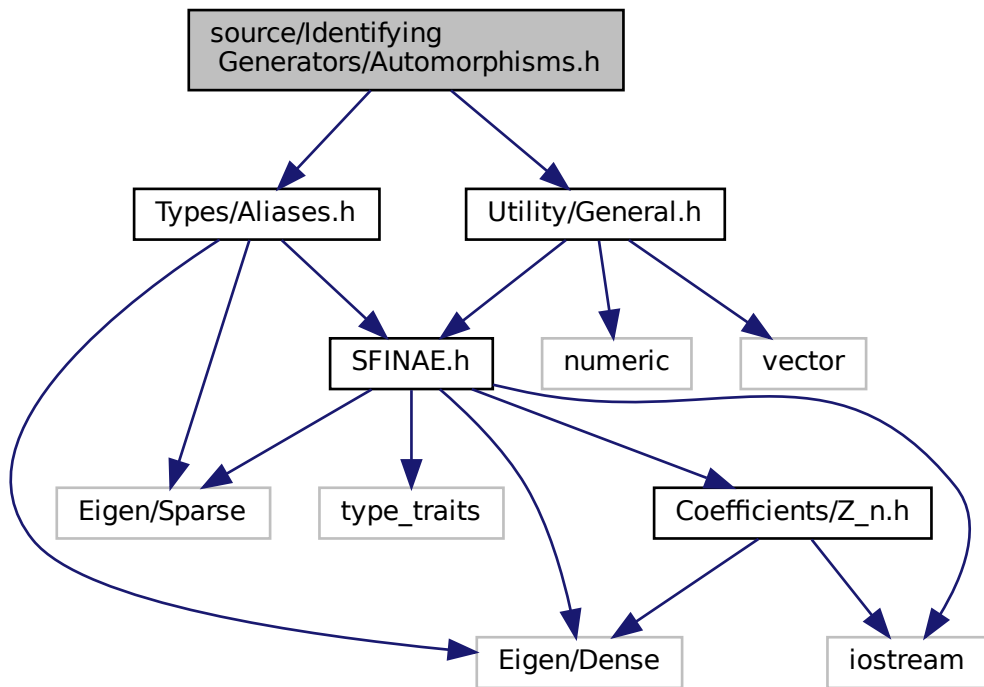 source/Identifying
Generators/Automorphisms.h
Types/Aliases.h
Utility/General.h
SFINAE.h
numeric
vector
Eigen/Sparse
type_traits
Coefficients/Z_n.h
Eigen/Dense
iostream